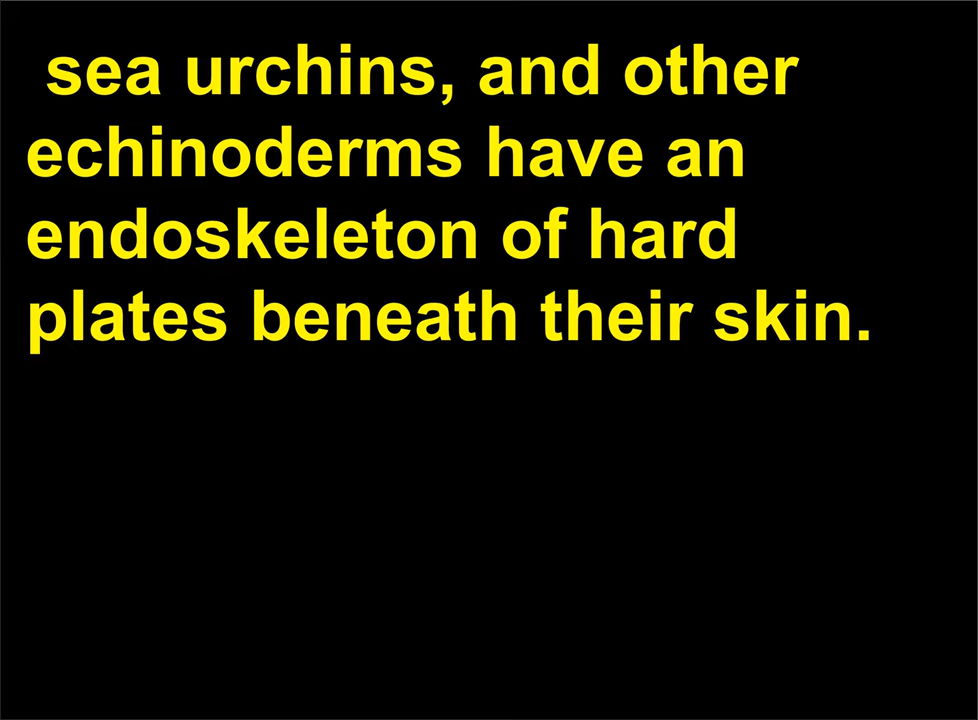 sea urchins, and other
echinoderms have an
endoskeleton of hard
plates beneath their skin.